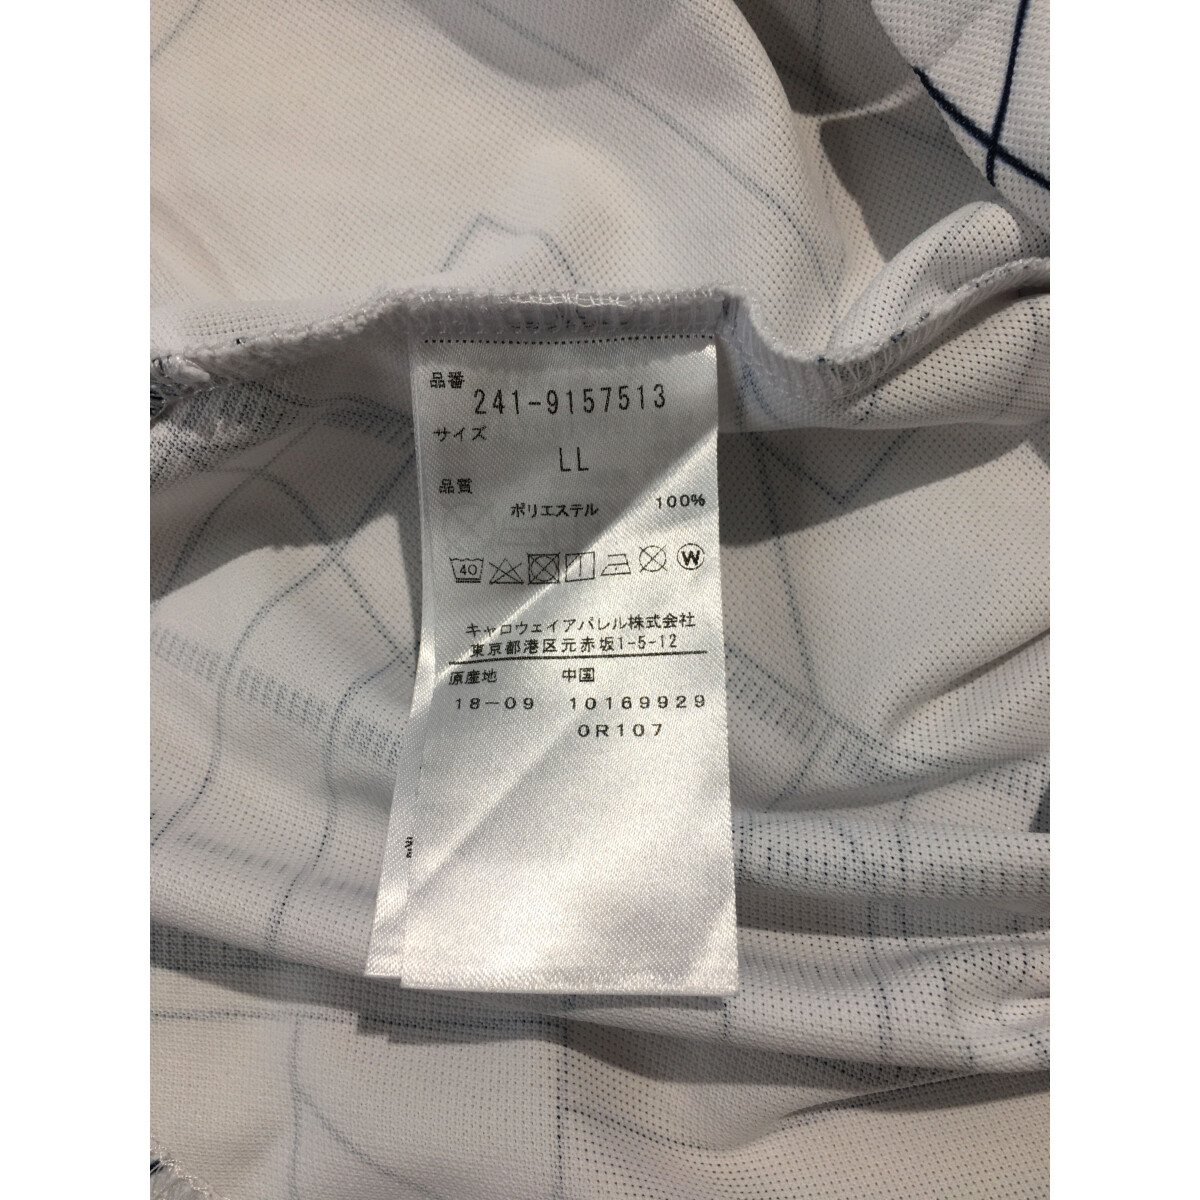 品番
241-9157513
サイズ
LL
品質
ポリエステル 100%
40 W
キャロウェイアパレル株式会社
東京都港区元赤坂1-5-12
原産地 中国
18-09 10169929
0R107